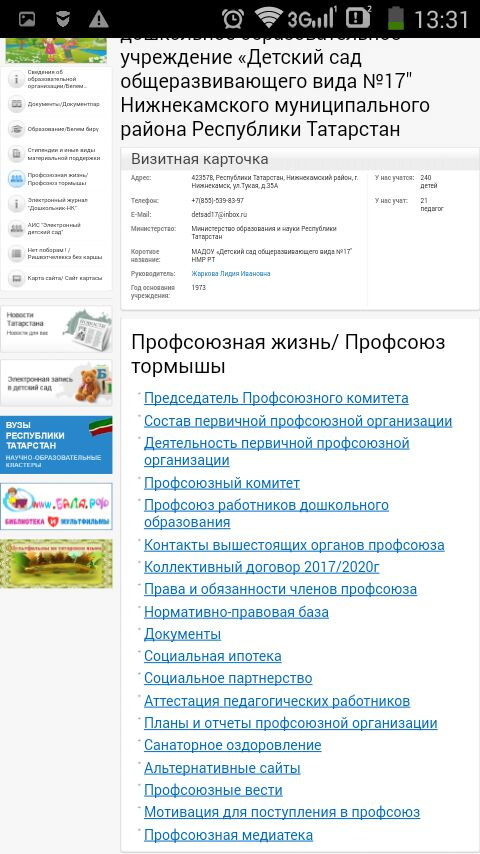 3G
13:31
дошкольное образовательное
учреждение «Детский сад
общеразвивающего вида №17"
Нижнекамского муниципального
района Республики Татарстан
Сведения об
образовательной
организации/Белем..
Документы/Документлар
Образование/Белем бирү
Стипендии и иные виды
материальной поддержки
Профсоюзная жизнь/
Профсоюз тормышы
Электронный журнал
"Дошкольник-НК"
АИС "Электронный
детский сад"
Нет поборам ! /
Ришвәтчелеккә без каршы
Карта сайта/ Сайт картасы
Новости
Татарстана
Новости для вас
Электронная запись
в детский сад
ВУЗЫ
РЕСПУБЛИКИ
ТАТАРСТАН
НАУЧНО-ОБРАЗОВАТЕЛЬНЫЕ
КЛАСТЕРЫ
www.БАЛА.РФ
БИБЛИОТЕКА И МУЛЬТФИЛЬМЫ
Мультфильмы на татарском языке
Визитная карточка
Адрес: 423578, Республики Татарстан, Нижнекамский район, г.
Нижнекамск, ул.Тукая, д.35А
Телефон: +7(855)-539-83-97
E-Mail: detsad17@inbox.ru
Министерство: Министерство образования и науки Республики
Татарстан
Короткое
название: МАДОУ «Детский сад общеразвивающего вида №17"
НМР РТ
Руководитель: Жаркова Лидия Ивановна
Год основания
учреждения: 1973
У нас учатся: 240
детей
У нас учат: 21
педагог
Профсоюзная жизнь/ Профсоюз
тормышы
Председатель Профсоюзного комитета
Состав первичной профсоюзной организации
Деятельность первичной профсоюзной
организации
Профсоюзный комитет
Профсоюз работников дошкольного
образования
Контакты вышестоящих органов профсоюза
Коллективный договор 2017/2020г
Права и обязанности членов профсоюза
Нормативно-правовая база
Документы
Социальная ипотека
Социальное партнерство
Аттестация педагогических работников
Планы и отчеты профсоюзной организации
Санаторное оздоровление
Альтернативные сайты
Профсоюзные вести
Мотивация для поступления в профсоюз
Профсоюзная медиатека